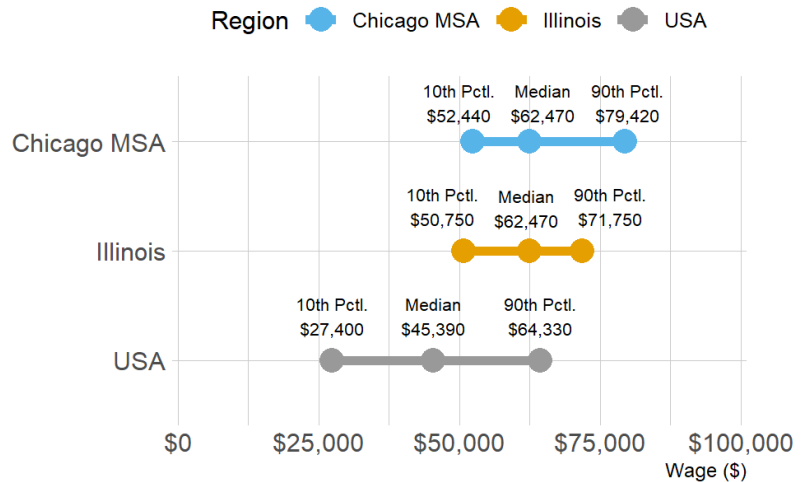 Region Chicago MSA Illinois USA
10th Pctl. Median 90th Pctl.
$52,440 $62,470 $79,420
Chicago MSA
10th Pctl. Median 90th Pctl.
$50,750 $62,470 $71,750
Illinois
10th Pctl. Median 90th Pctl.
$27,400 $45,390 $64,330
USA
$0 $25,000 $50,000 $75,000 $100,000
Wage ($)